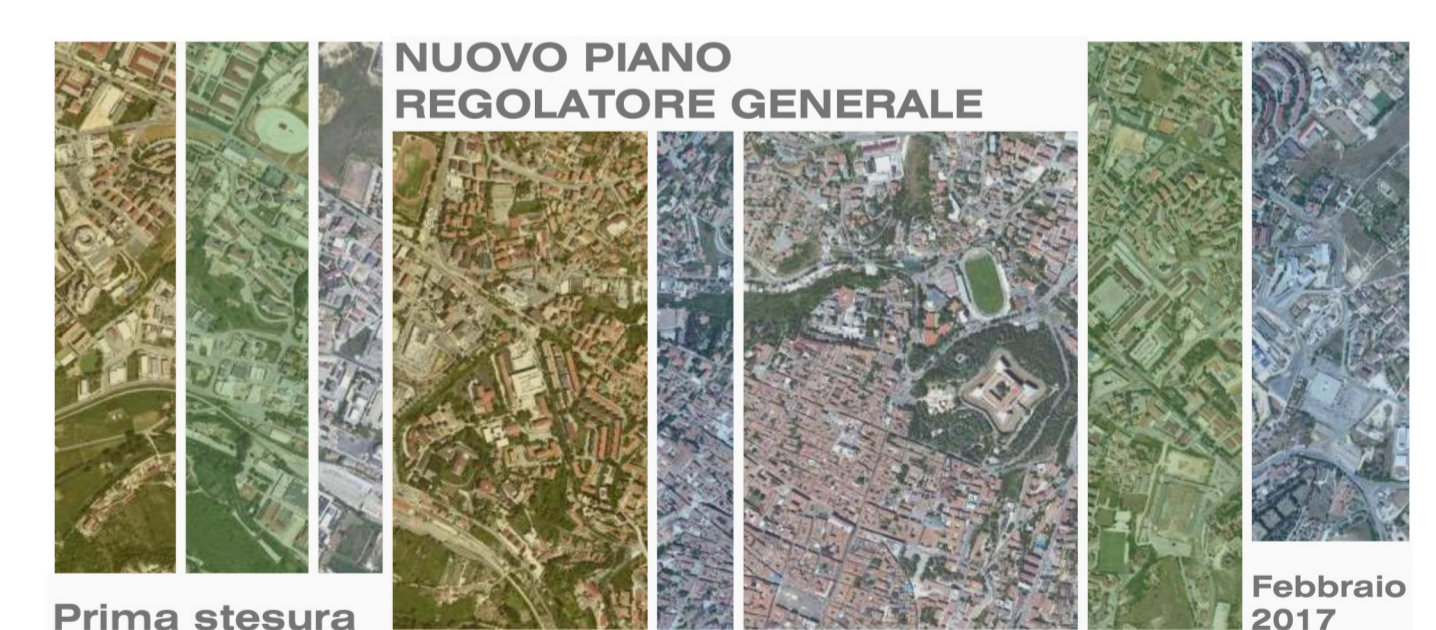 NUOVO PIANO
REGOLATORE GENERALE
Prima stesura
Febbraio
2017